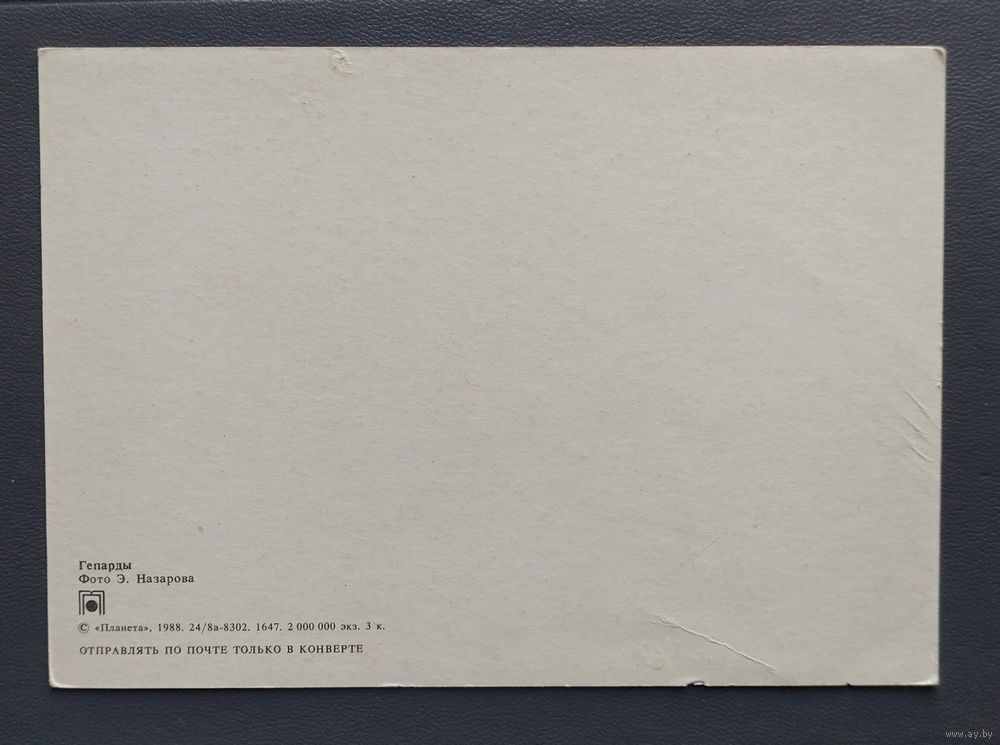 Гепарды
Фото Э. Назарова
© «Планета», 1988. 24/8а-8302. 1647. 2 000 000 экз. 3 к.
ОТПРАВЛЯТЬ ПО ПОЧТЕ ТОЛЬКО В КОНВЕРТЕ
www.ay.by